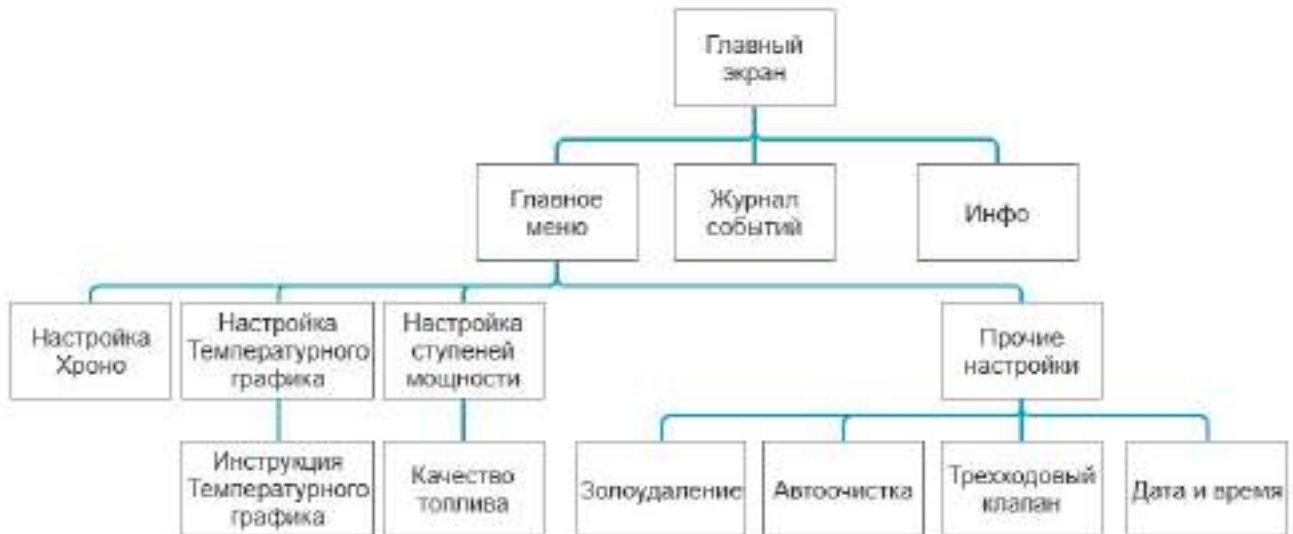 Главный
экран
Главное
меню
Журнал
событий
Инфо
Настройка
Хроно
Настройка
Температурного
графика
Настройка
ступеней
мощности
Прочие
настройки
Инструкция
Температурного
графика
Качество
топлива
Золоудаление
Автоочистка
Трехходовый
клапан
Дата и время